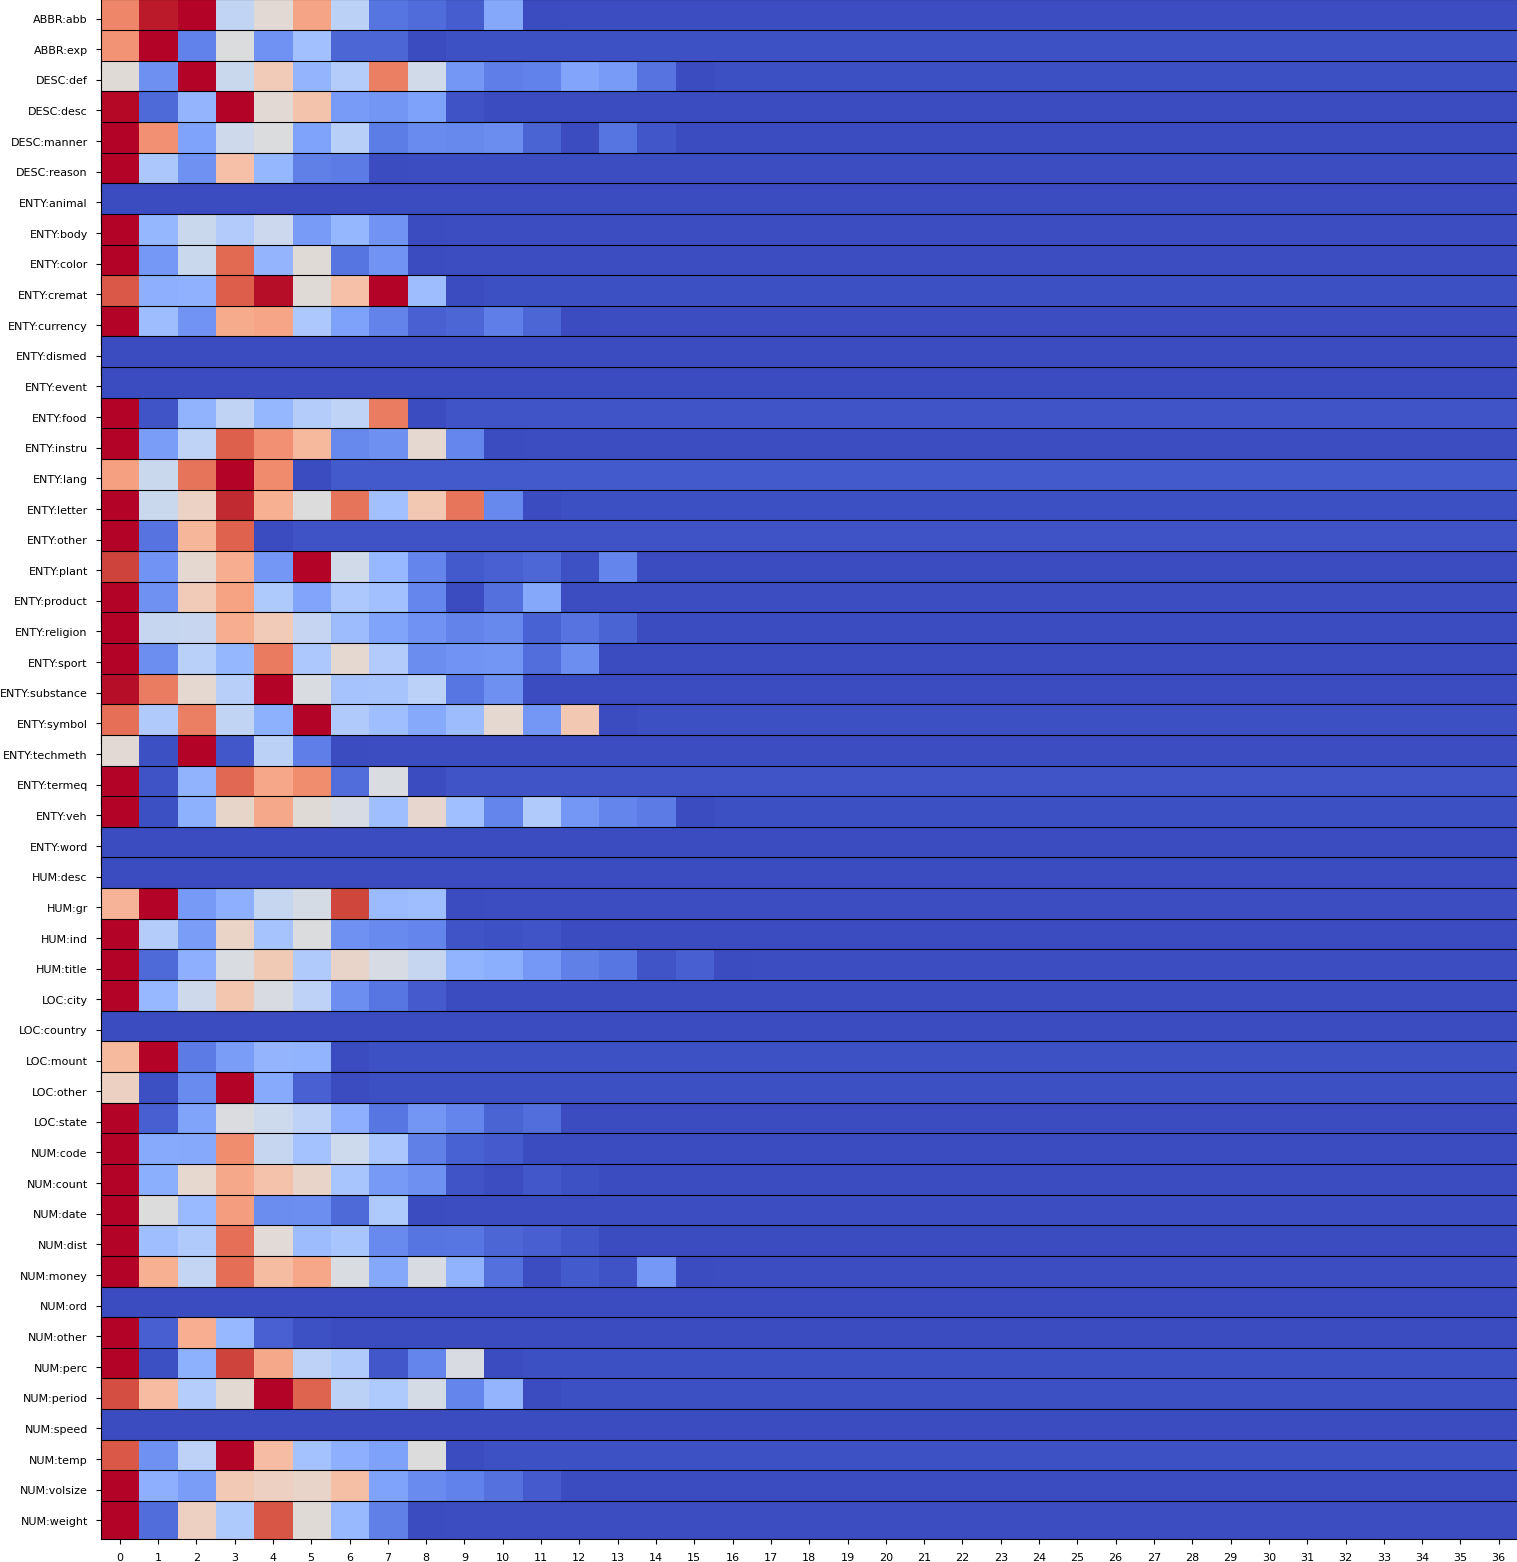 ABBR:abb
ABBR:exp
DESC:def
DESC:desc
DESC:manner
DESC:reason
ENTY:animal
ENTY:body
ENTY:color
ENTY:cremat
ENTY:currency
ENTY:dismed
ENTY:event
ENTY:food
ENTY:instru
ENTY:lang
ENTY:letter
ENTY:other
ENTY:plant
ENTY:product
ENTY:religion
ENTY:sport
ENTY:substance
ENTY:symbol
ENTY:techmeth
ENTY:termeq
ENTY:veh
ENTY:word
HUM:desc
HUM:gr
HUM:ind
HUM:title
LOC:city
LOC:country
LOC:mount
LOC:other
LOC:state
NUM:code
NUM:count
NUM:date
NUM:dist
NUM:money
NUM:ord
NUM:other
NUM:perc
NUM:period
NUM:speed
NUM:temp
NUM:volsize
NUM:weight
0 1 2 3 4 5 6 7 8 9 10 11 12 13 14 15 16 17 18 19 20 21 22 23 24 25 26 27 28 29 30 31 32 33 34 35 36